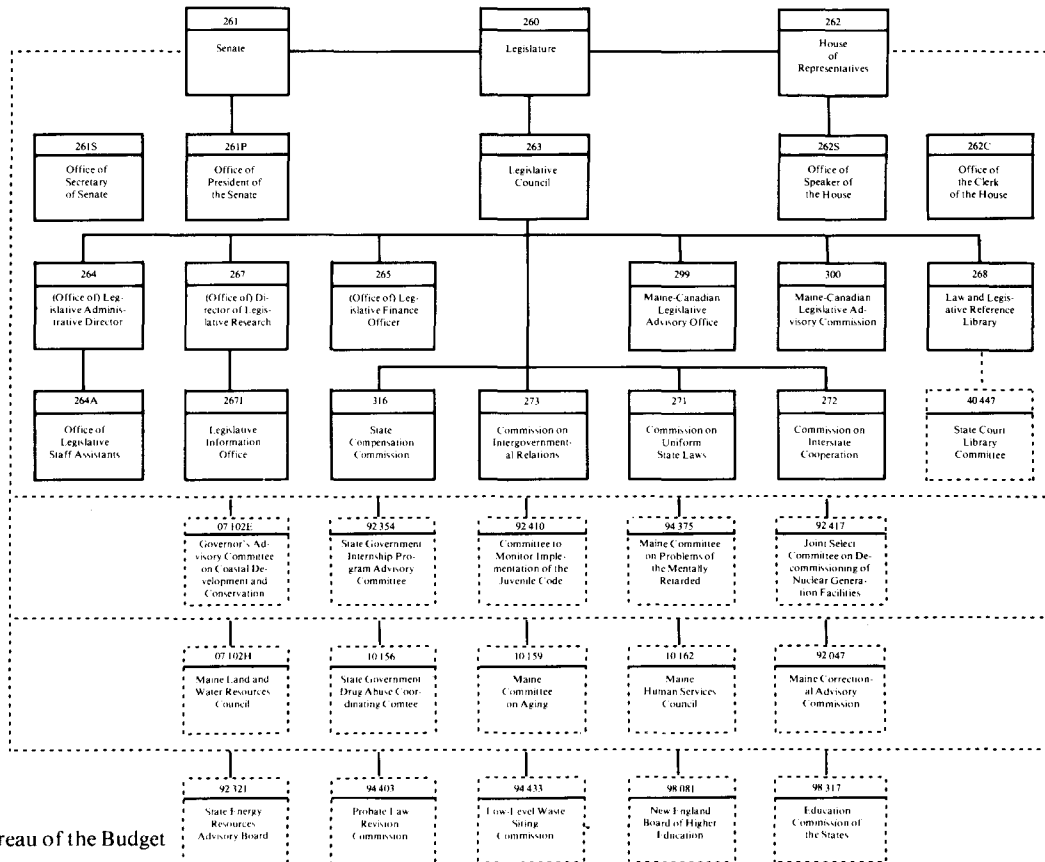 261
Senate
260
Legislature
262
House
of
Representatives
261S
Office of
Secretary
of Senate
261P
Office of
President of
the Senate
263
Legislative
Council
262S
Office of
Speaker of
the House
262C
Office of
the Clerk
of the House
264
(Office of) Leg-
islative Adminis-
trative Director
267
(Office of) Di-
rector of Legis-
lative Research
265
(Office of) Leg-
islative Finance
Officer
299
Maine-Canadian
Legislative
Advisory Office
300
Maine-Canadian
Legislative Ad-
visory Commission
268
Law and Legis-
ative Reference
Library
264A
Office of
Legislative
Staff Assistants
267I
Legislative
Information
Office
316
State
Compensation
Commission
273
Commission on
Intergovernment-
al Relations
271
Commission on
Uniform
State Laws
272
Commission on
Interstate
Cooperation
40 447
State Court
Library
Committee
07 102E
Governor's Ad-
visory Committee
on Coastal De-
velopment and
Conservation
92 354
State Government
Internship Pro-
gram Advisory
Committee
92 410
Committee to
Monitor Imple-
mentation of the
Juvenile Code
94 375
Maine Committee
on Problems of
the Mentally
Retarded
92 417
Joint Select
Committee on De-
commissioning of
Nuclear Genera-
tion Facilities
07 102H
Maine Land and
Water Resources
Council
10 156
State Government
Drug Abuse Coor-
dinating Comtee
10 159
Maine
Committee
on Aging
10 162
Maine
Human Services
Council
92 047
Maine Correction-
al Advisory
Commission
92 321
State Energy
Resources
Advisory Board
94 403
Probate Law
Revision
Commission
94 433
Low-Level Waste
Siting
Commission
98 081
New England
Board of Higher
Education
98 317
Education
Commission of
the States
reau of the Budget